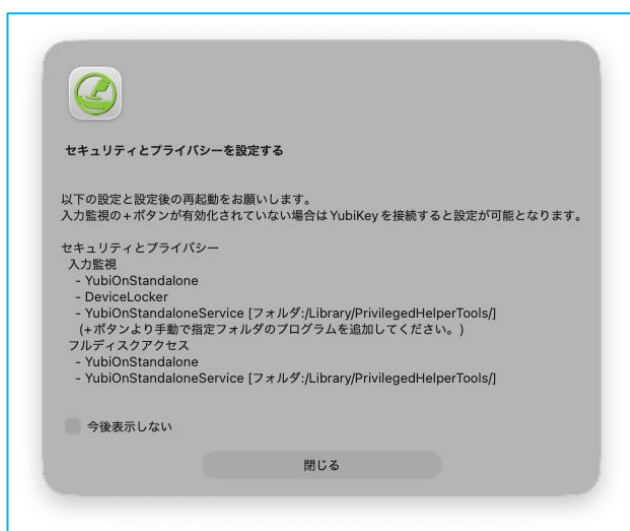 セキュリティとプライバシーを設定する
以下の設定と設定後の再起動をお願いします。
入力監視の+ボタンが有効化されていない場合はYubiKeyを接続すると設定が可能となります。
セキュリティとプライバシー
入力監視
- YubiOnStandalone
- DeviceLocker
- YubiOnStandaloneService [フォルダ:/Library/PrivilegedHelperTools/]
(+ボタンより手動で指定フォルダのプログラムを追加してください。)
フルディスクアクセス
- YubiOnStandalone
- YubiOnStandaloneService [フォルダ:/Library/PrivilegedHelperTools/]
今後表示しない
閉じる